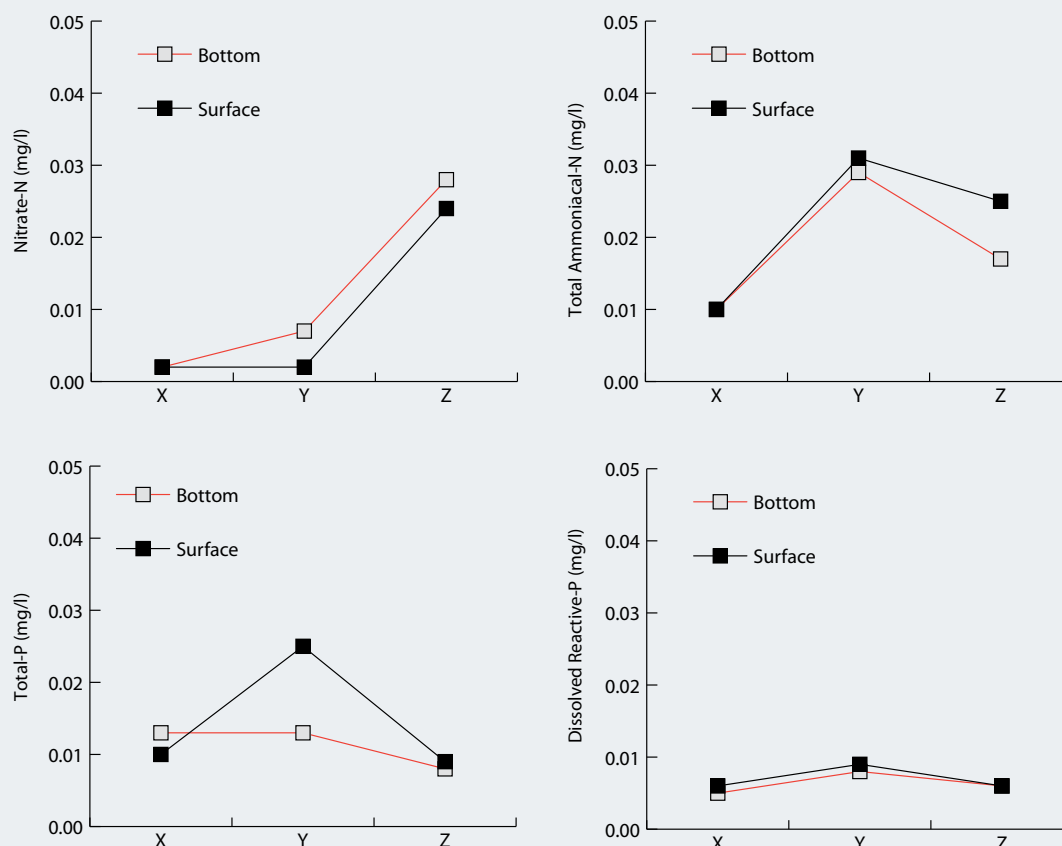 Nitrate-N (mg/l)
0.05
0.04
0.03
0.02
0.01
0.00
Bottom
Surface
X Y Z
Total Ammoniacal-N (mg/l)
0.05
0.04
0.03
0.02
0.01
0.00
Bottom
Surface
X Y Z
Total-P (mg/l)
0.05
0.04
0.03
0.02
0.01
0.00
Bottom
Surface
X Y Z
Dissolved Reactive-P (mg/l)
0.05
0.04
0.03
0.02
0.01
0.00
Bottom
Surface
X Y Z